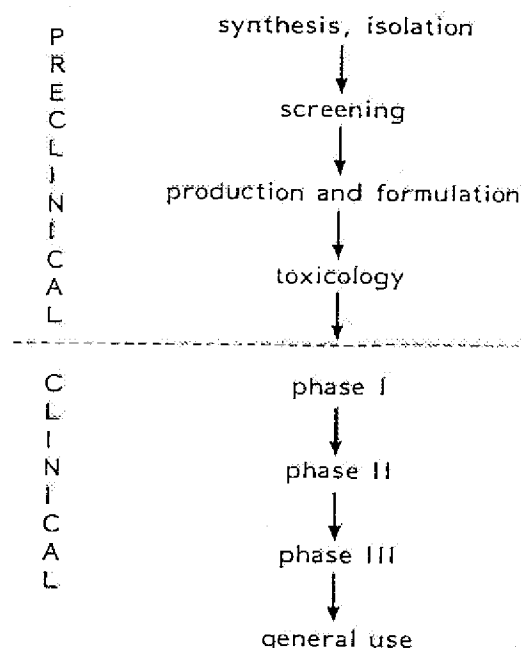 PRECLINICAL
synthesis, isolation
screening
production and formulation
toxicology
CLINICAL
phase I
phase II
phase III
general use